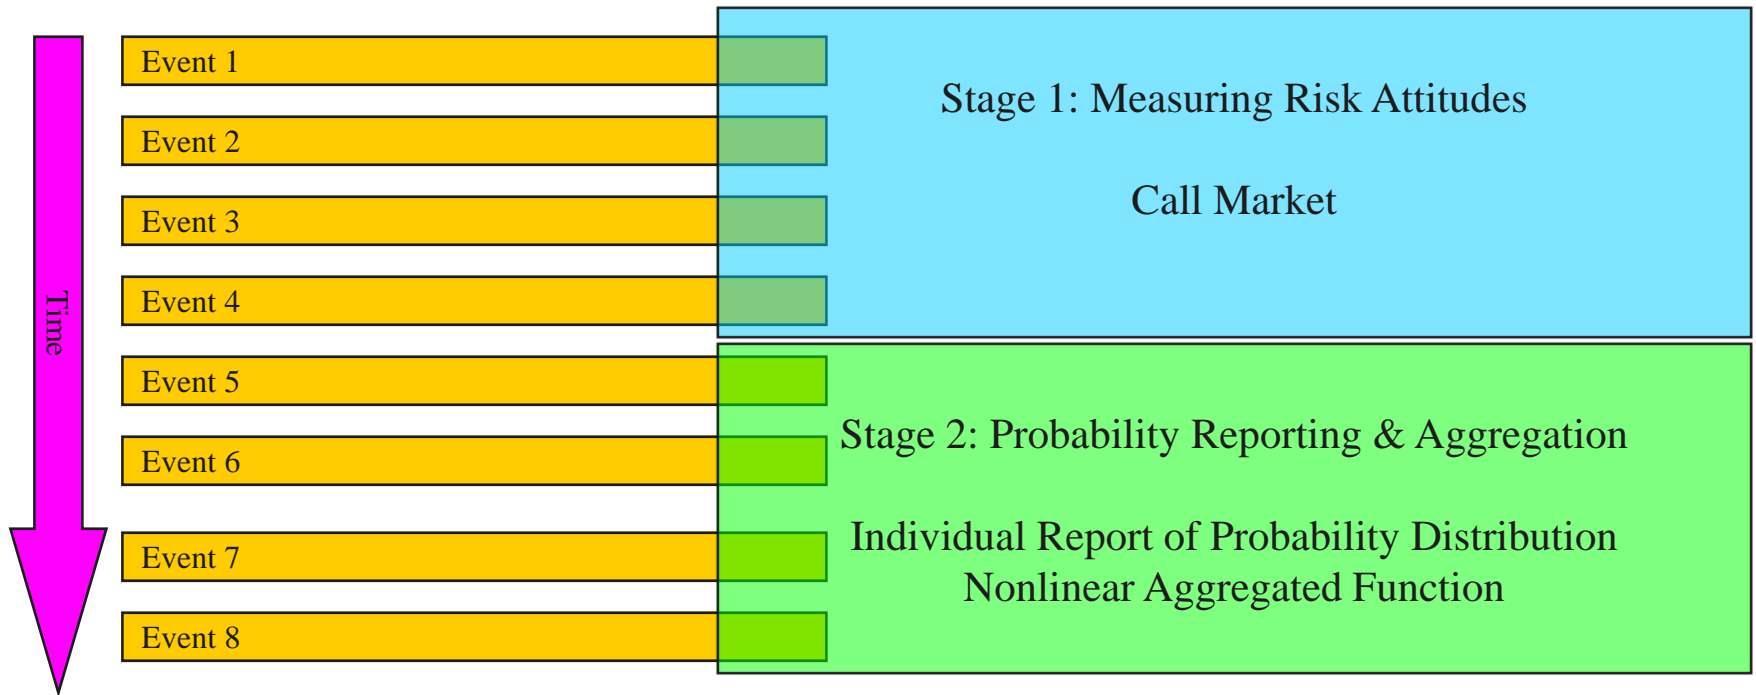 Time
Event 1
Event 2
Event 3
Event 4
Event 5
Event 6
Event 7
Event 8
Stage 1: Measuring Risk Attitudes
Call Market
Stage 2: Probability Reporting & Aggregation
Individual Report of Probability Distribution
Nonlinear Aggregated Function